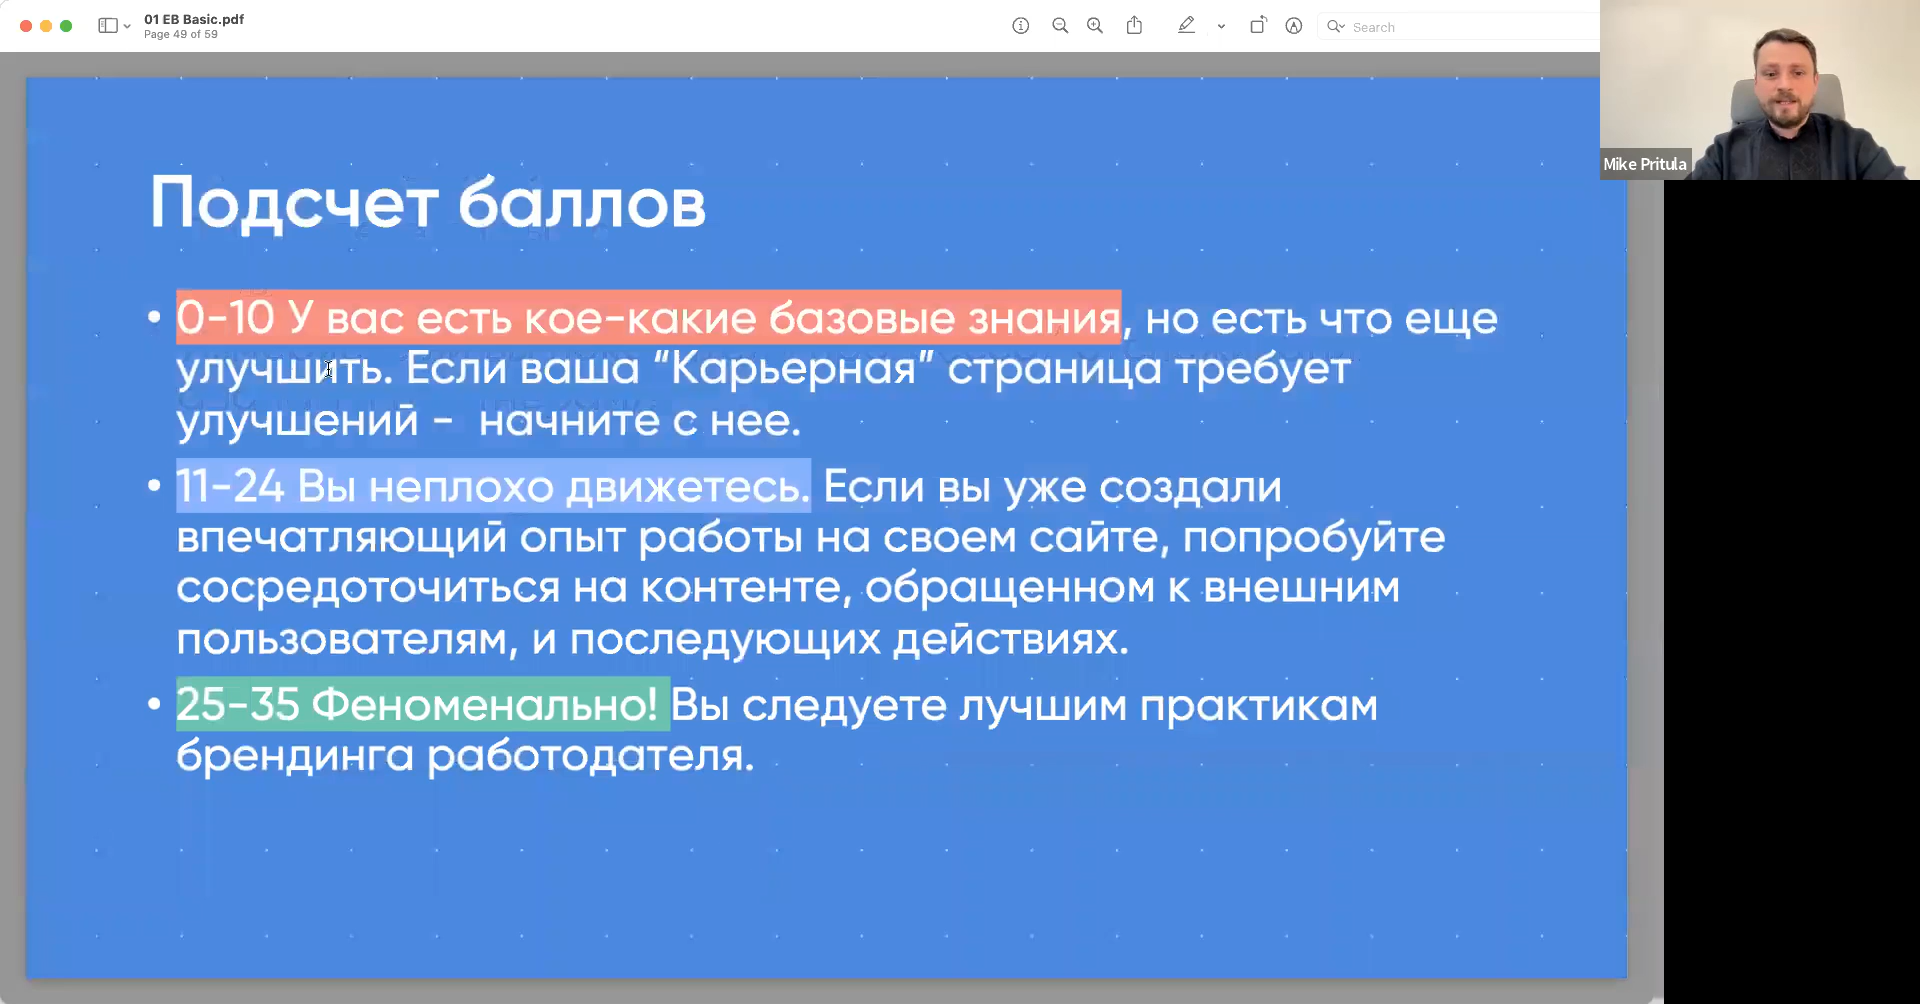 01 EB Basic.pdf
Page 49 of 59
Search
Mike Pritula
Подсчет баллов
• 0-10 У вас есть кое-какие базовые знания, но есть что еще
улучшить. Если ваша “Карьерная” страница требует
улучшений - начните с нее.
• 11-24 Вы неплохо движетесь. Если вы уже создали
впечатляющий опыт работы на своем сайте, попробуйте
сосредоточиться на контенте, обращенном к внешним
пользователям, и последующих действиях.
• 25-35 Феноменально! Вы следуете лучшим практикам
брендинга работодателя.